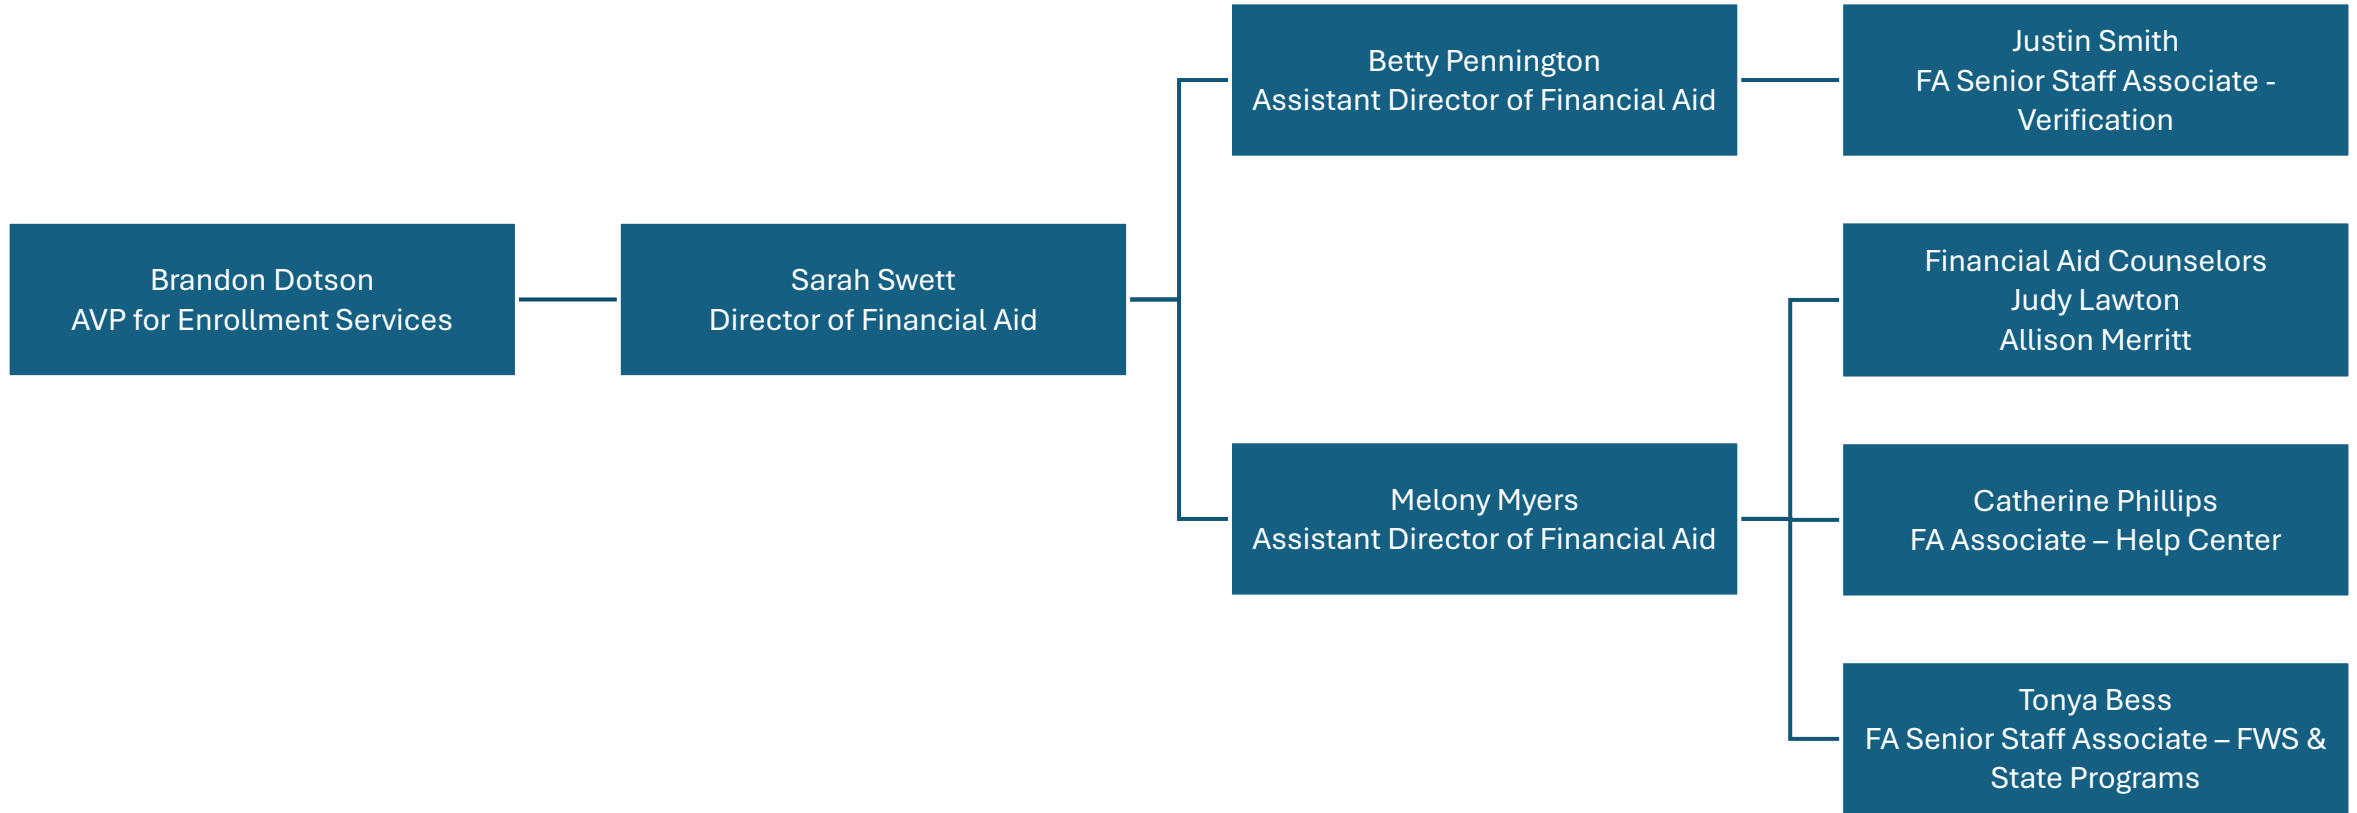 Brandon Dotson
AVP for Enrollment Services
Sarah Swett
Director of Financial Aid
Betty Pennington
Assistant Director of Financial Aid
Justin Smith
FA Senior Staff Associate -
Verification
Melony Myers
Assistant Director of Financial Aid
Financial Aid Counselors
Judy Lawton
Allison Merritt
Catherine Phillips
FA Associate – Help Center
Tonya Bess
FA Senior Staff Associate – FWS &
State Programs